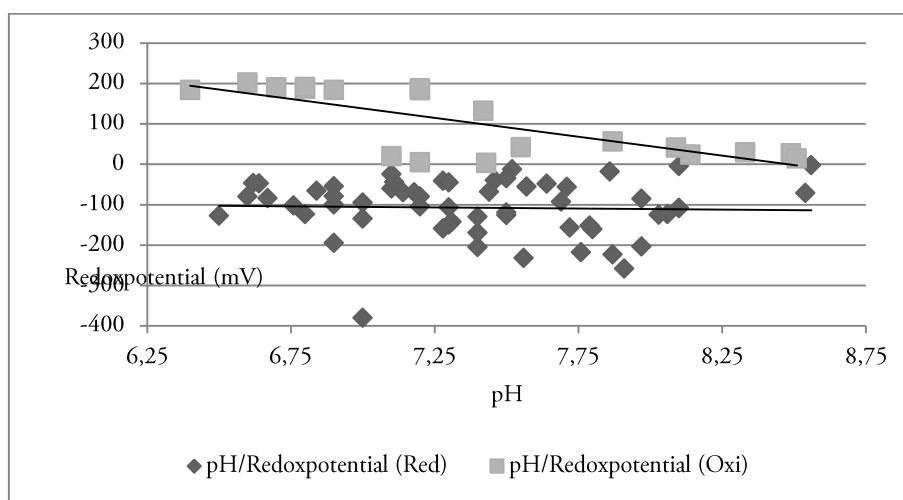 300
200
100
0
-100
-200
Redoxpotential (mV)
-300
-400
6,25 6,75 7,25 7,75 8,25 8,75
pH
pH/Redoxpotential (Red) pH/Redoxpotential (Oxi)